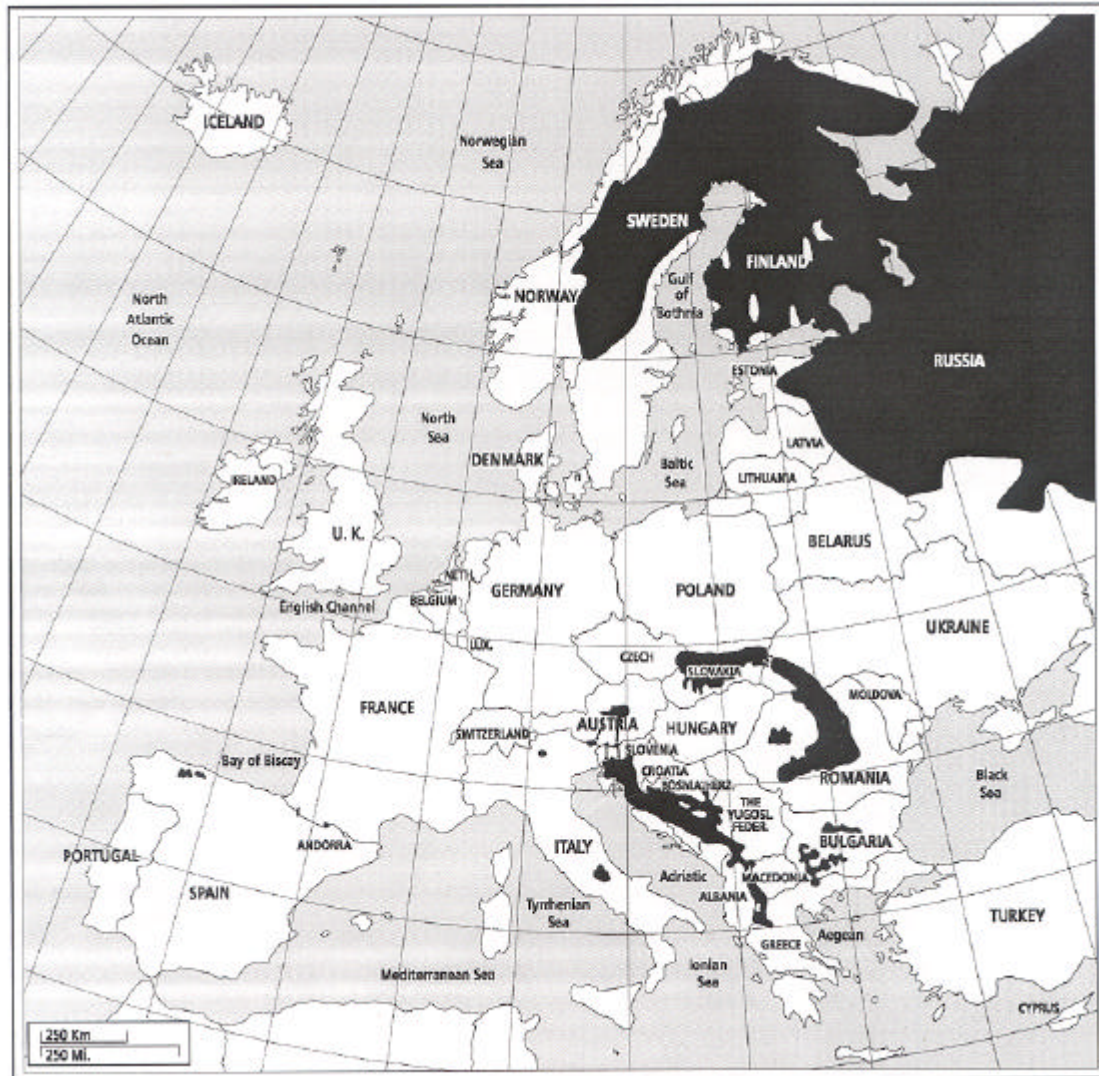 ICELAND
Norwegian
Sea
SWEDEN
FINLAND
NORWAY
Gulf
of
Bothnia
North
Atlantic
Ocean
RUSSIA
ESTONIA
North
Sea
LATVIA
DENMARK
Baltic
Sea
LITHUANIA
IRELAND
U. K.
BELARUS
NETH.
GERMANY
POLAND
BELGIUM
English Channel
UKRAINE
LUX.
CZECH
SLOVAKIA
MOLDOVA
FRANCE
AUSTRIA
HUNGARY
SWITZERLAND
SLOVENIA
Bay of Biscay
CROATIA
ROMANIA
Black
Sea
BOSNIA HERZ.
THE
YUGOSL.
FEDER.
ANDORRA
ITALY
BULGARIA
PORTUGAL
SPAIN
Adriatic
MACEDONIA
ALBANIA
Tyrrhenian
Sea
TURKEY
GREECE
Aegean
Mediterranean Sea
Ionian
Sea
CYPRUS
250 Km
250 Mi.